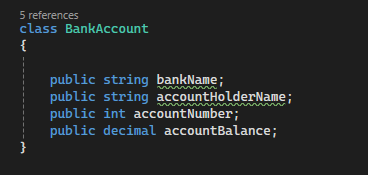 5 references
class BankAccount
{
public string bankName;
public string accountHolderName;
public int accountNumber;
public decimal accountBalance;
}